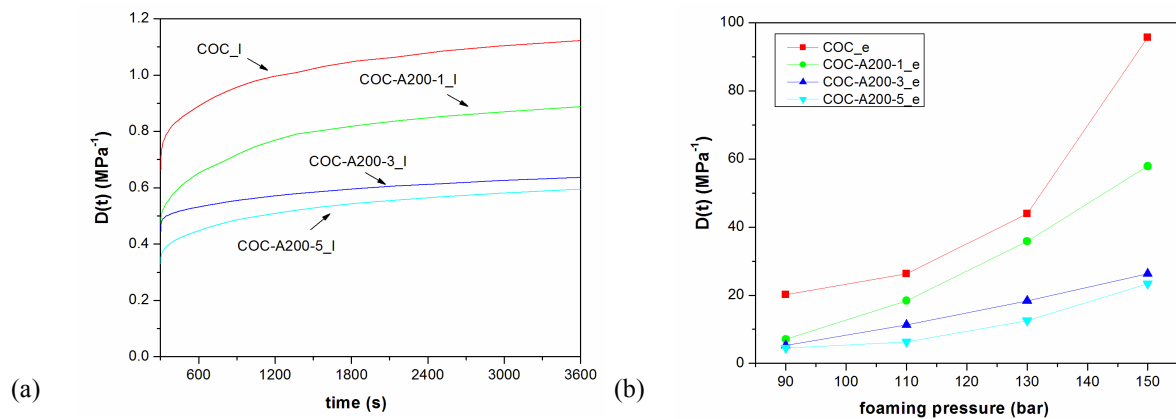 1.2
1.0
0.8
0.6
0.4
0.2
0.0
D(t) (MPa⁻¹)
COC_l
COC-A200-1_l
COC-A200-3_l
COC-A200-5_l
600 1200 1800 2400 3000 3600
time (s)
(a)
100
80
60
40
20
0
D(t) (MPa⁻¹)
COC_e
COC-A200-1_e
COC-A200-3_e
COC-A200-5_e
90 100 110 120 130 140 150
foaming pressure (bar)
(b)